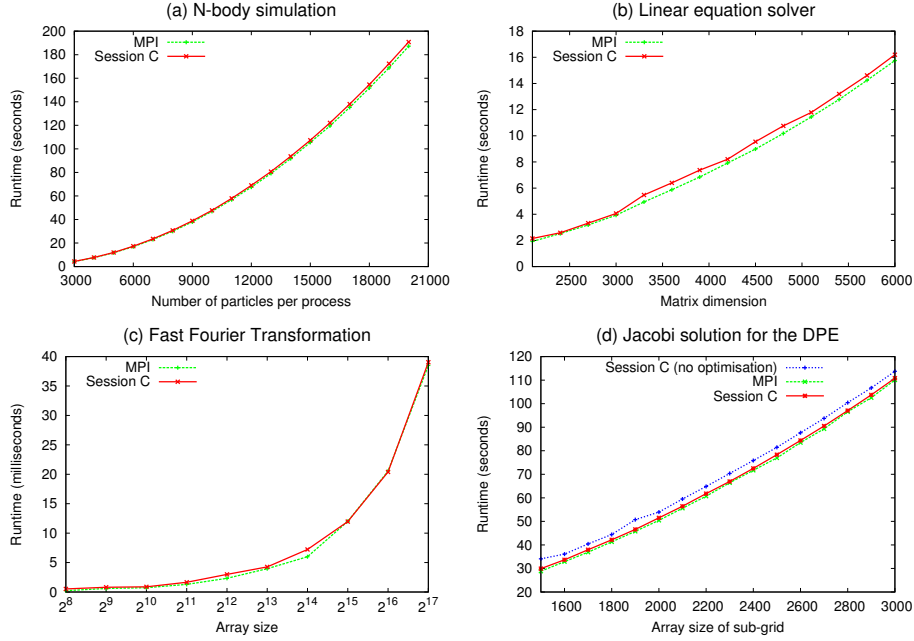 (a) N-body simulation
MPI
Session C
Runtime (seconds)
200
180
160
140
120
100
80
60
40
20
0
3000 6000 9000 12000 15000 18000 21000
Number of particles per process
(b) Linear equation solver
MPI
Session C
Runtime (seconds)
18
16
14
12
10
8
6
4
2
0
2500 3000 3500 4000 4500 5000 5500 6000
Matrix dimension
(c) Fast Fourier Transformation
MPI
Session C
Runtime (milliseconds)
40
35
30
25
20
15
10
5
0
2^8 2^9 2^10 2^11 2^12 2^13 2^14 2^15 2^16 2^17
Array size
(d) Jacobi solution for the DPE
Session C (no optimisation)
MPI
Session C
Runtime (seconds)
120
110
100
90
80
70
60
50
40
30
20
1600 1800 2000 2200 2400 2600 2800 3000
Array size of sub-grid